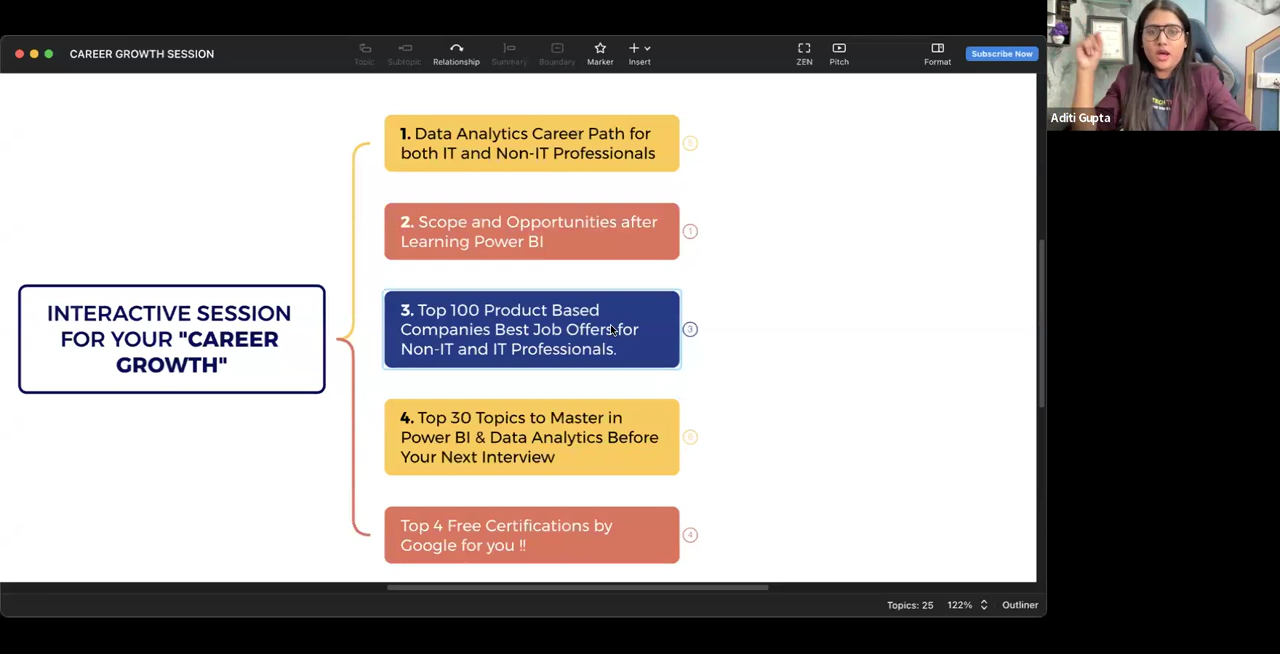 CAREER GROWTH SESSION
Topic
Subtopic
Relationship
Summary
Boundary
Marker
Insert
ZEN
Pitch
Format
Subscribe Now
Aditi Gupta
1. Data Analytics Career Path for
both IT and Non-IT Professionals
2. Scope and Opportunities after
Learning Power BI
1
INTERACTIVE SESSION
FOR YOUR "CAREER
GROWTH"
3. Top 100 Product Based
Companies Best Job Offers for
Non-IT and IT Professionals.
3
4. Top 30 Topics to Master in
Power BI & Data Analytics Before
Your Next Interview
Top 4 Free Certifications by
Google for you !!
4
Topics: 25
122%
Outliner